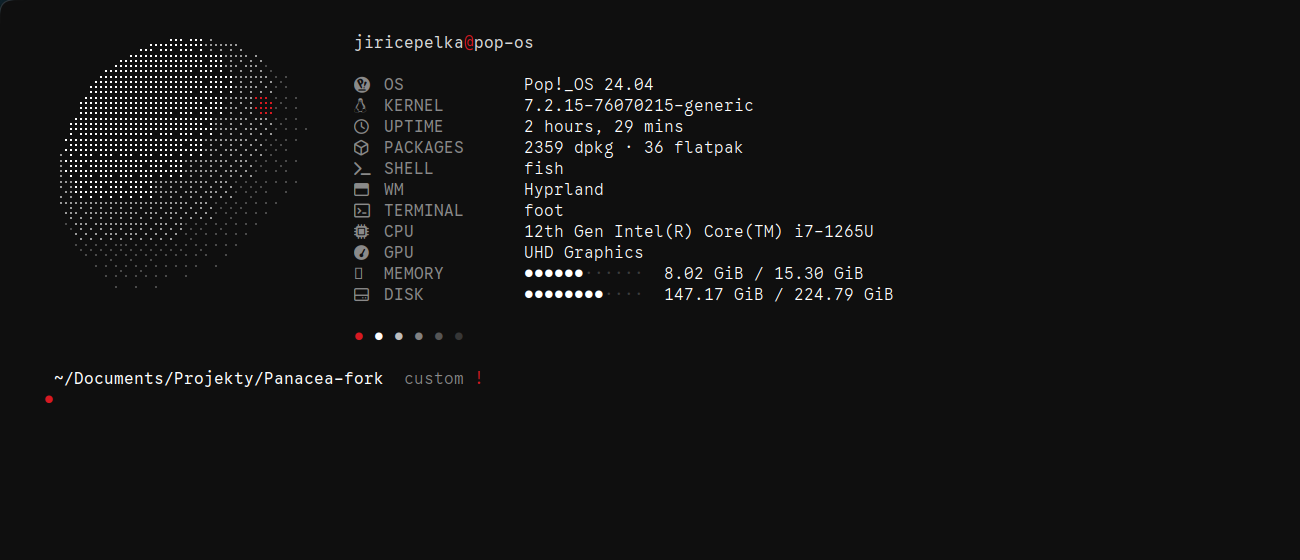 jiricepelka@pop-os
OS Pop!_OS 24.04
KERNEL 7.2.15-76070215-generic
UPTIME 2 hours, 29 mins
PACKAGES 2359 dpkg · 36 flatpak
SHELL fish
WM Hyprland
TERMINAL foot
CPU 12th Gen Intel(R) Core(TM) i7-1265U
GPU UHD Graphics
MEMORY ●●●●●●······ 8.02 GiB / 15.30 GiB
DISK ●●●●●●●●···· 147.17 GiB / 224.79 GiB
~/Documents/Projekty/Panacea-fork custom !